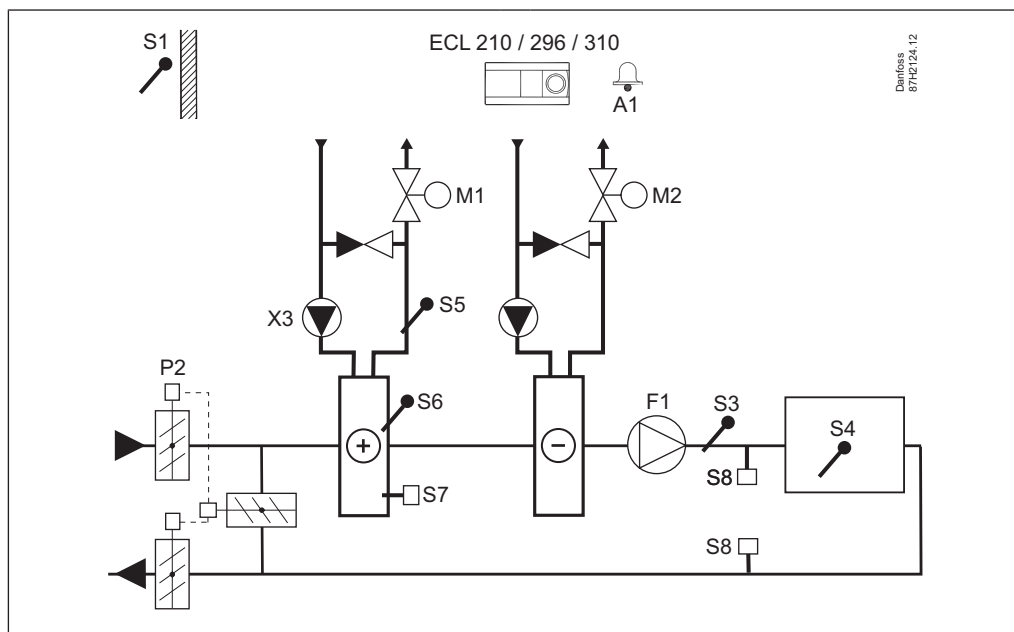 S1
ECL 210 / 296 / 310
A1
Danfoss
87H2124.12
M1
M2
X3
S5
P2
S6
F1
S3
S4
+
−
S7
S8
S8